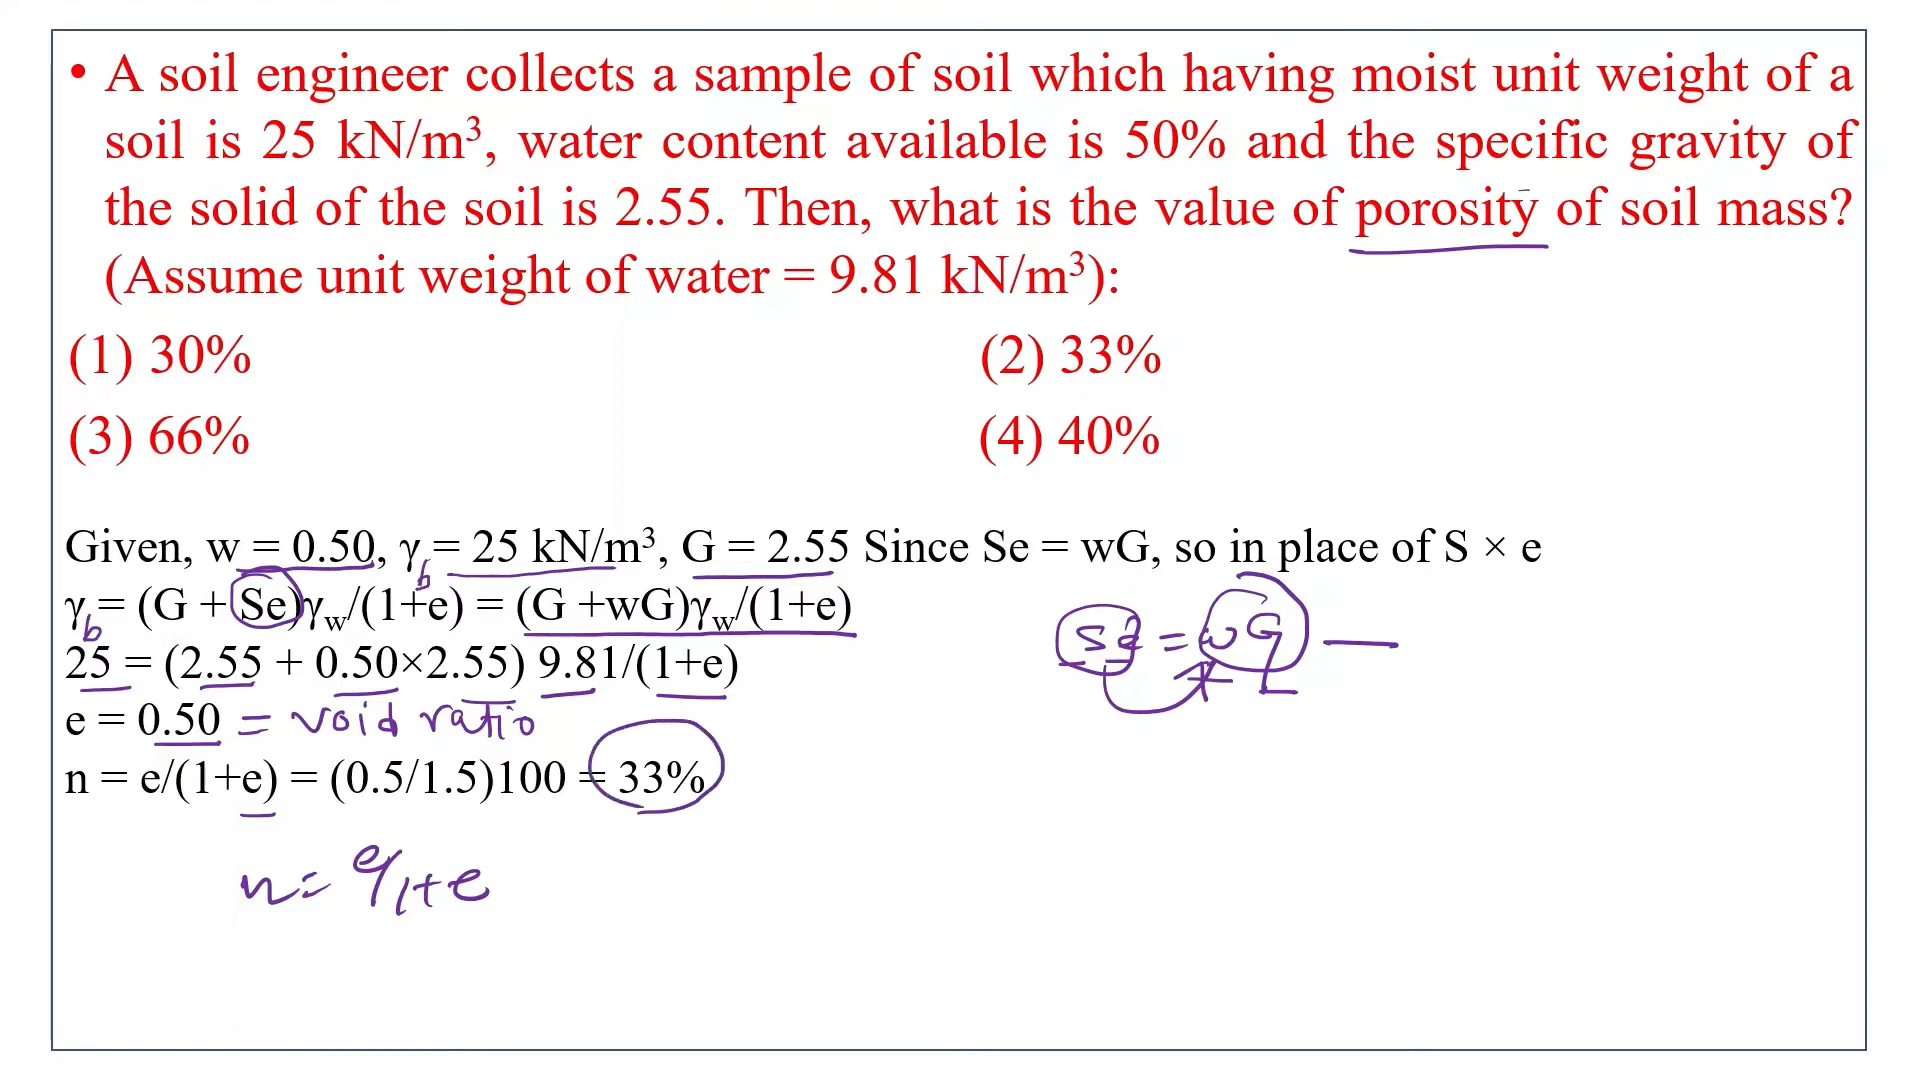 • A soil engineer collects a sample of soil which having moist unit weight of a
soil is 25 kN/m³, water content available is 50% and the specific gravity of
the solid of the soil is 2.55. Then, what is the value of porosity of soil mass?
(Assume unit weight of water = 9.81 kN/m³):
(1) 30% (2) 33%
(3) 66% (4) 40%
Given, w = 0.50, γb = 25 kN/m³, G = 2.55 Since Se = wG, so in place of S × e
γb = (G + Se)γw/(1+e) = (G +wG)γw/(1+e)
Se = wG
25 = (2.55 + 0.50×2.55) 9.81/(1+e)
e = 0.50 = void ratio
n = e/(1+e) = (0.5/1.5)100 = 33%
n = e/1+e